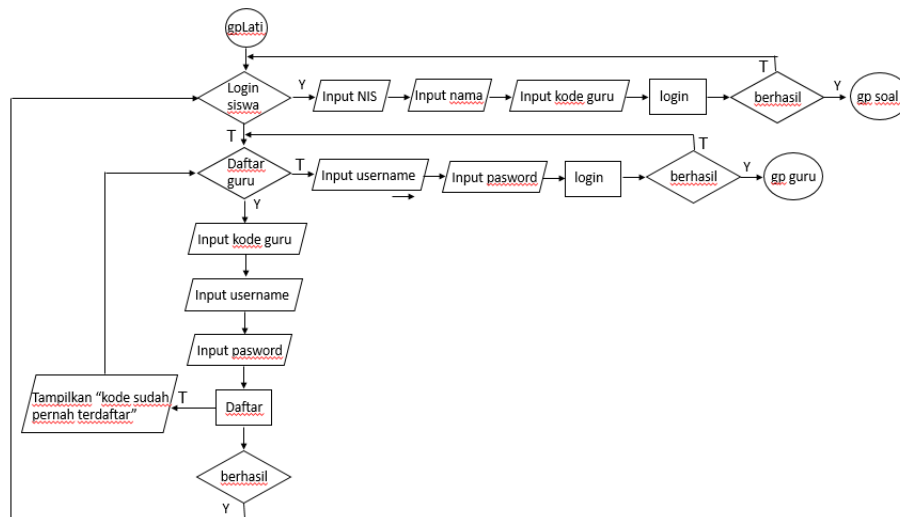 gpLati
T
Login
siswa
Y
Input NIS
Input nama
Input kode guru
login
berhasil
Y
gp soal
T
T
Daftar
guru
T
Input username
Input pasword
login
berhasil
Y
gp guru
Y
Input kode guru
Input username
Input pasword
Tampilkan “kode sudah
pernah terdaftar”
T
Daftar
berhasil
Y